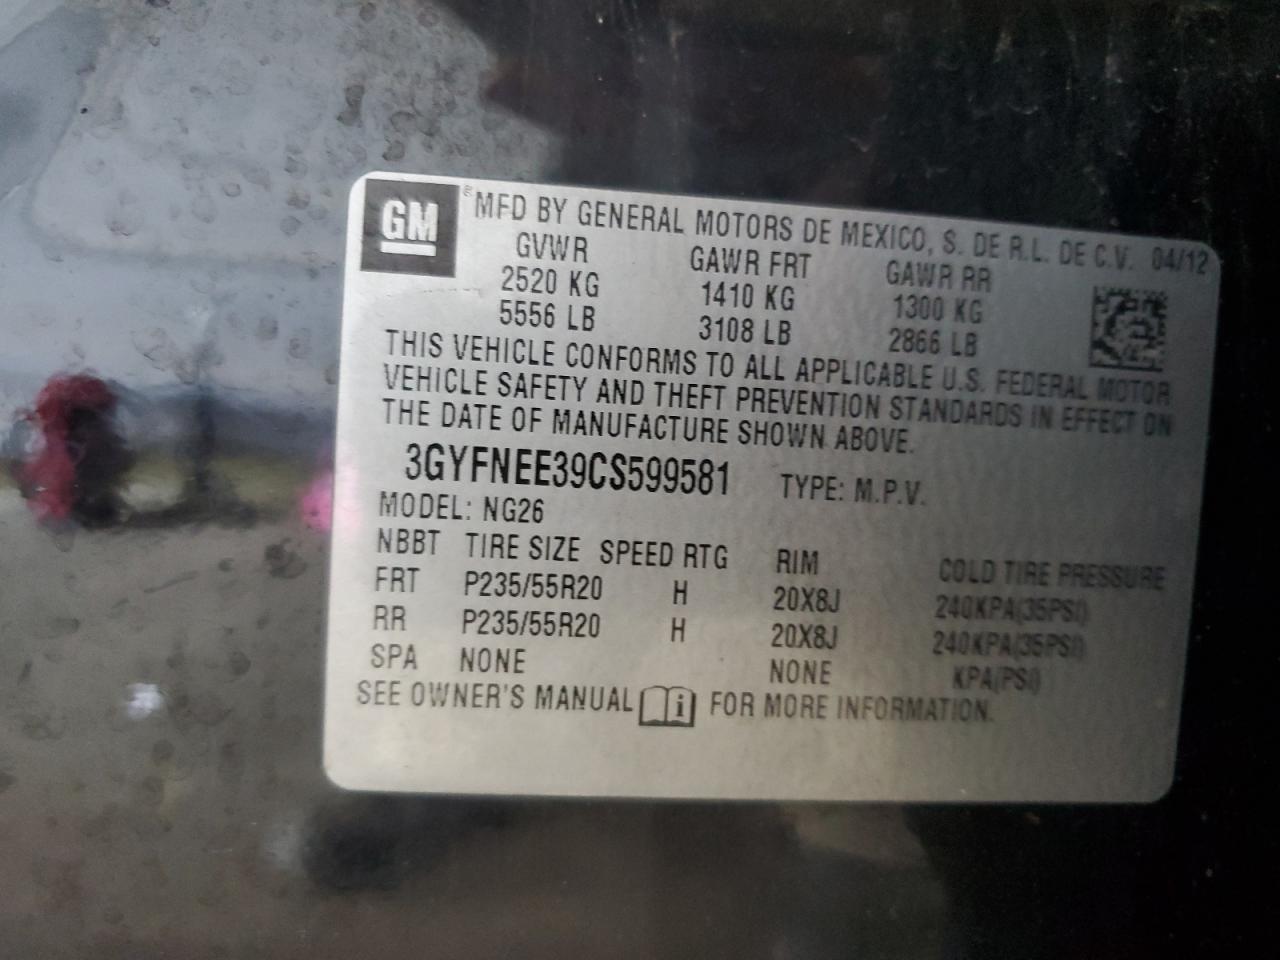 GM ® MFD BY GENERAL MOTORS DE MEXICO, S. DE R.L. DE C.V. 04/12
GVWR GAWR FRT GAWR RR
2520 KG 1410 KG 1300 KG
5556 LB 3108 LB 2866 LB
THIS VEHICLE CONFORMS TO ALL APPLICABLE U.S. FEDERAL MOTOR
VEHICLE SAFETY AND THEFT PREVENTION STANDARDS IN EFFECT ON
THE DATE OF MANUFACTURE SHOWN ABOVE.
3GYFNEE39CS599581 TYPE: M.P.V.
MODEL: NG26
NBBT TIRE SIZE SPEED RTG RIM COLD TIRE PRESSURE
FRT P235/55R20 H 20X8J 240KPA(35PSI)
RR P235/55R20 H 20X8J 240KPA(35PSI)
SPA NONE NONE KPA(PSI)
SEE OWNER'S MANUAL i FOR MORE INFORMATION.